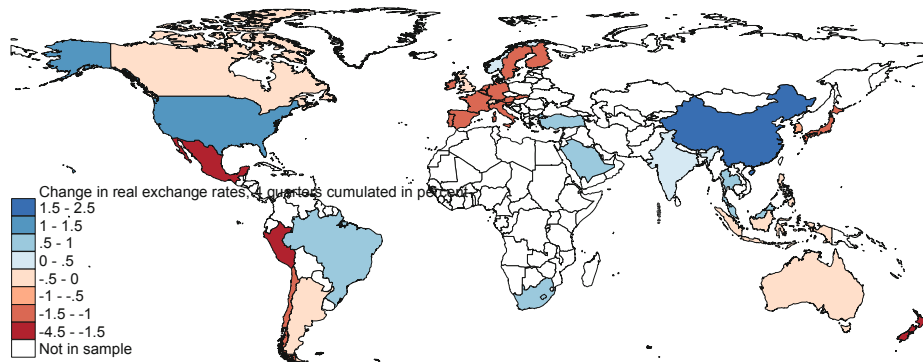 Change in real exchange rates, 4 quarters cumulated in percent
1.5 - 2.5
1 - 1.5
.5 - 1
0 - .5
-.5 - 0
-1 - -.5
-1.5 - -1
-4.5 - -1.5
Not in sample